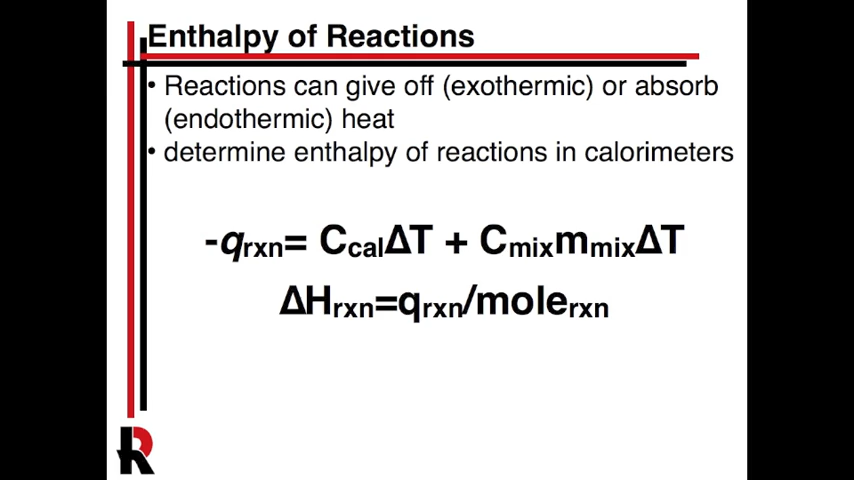 Enthalpy of Reactions
• Reactions can give off (exothermic) or absorb
(endothermic) heat
• determine enthalpy of reactions in calorimeters
-qrxn= CcalΔT + CmixmmixΔT
ΔHrxn=qrxn/molerxn